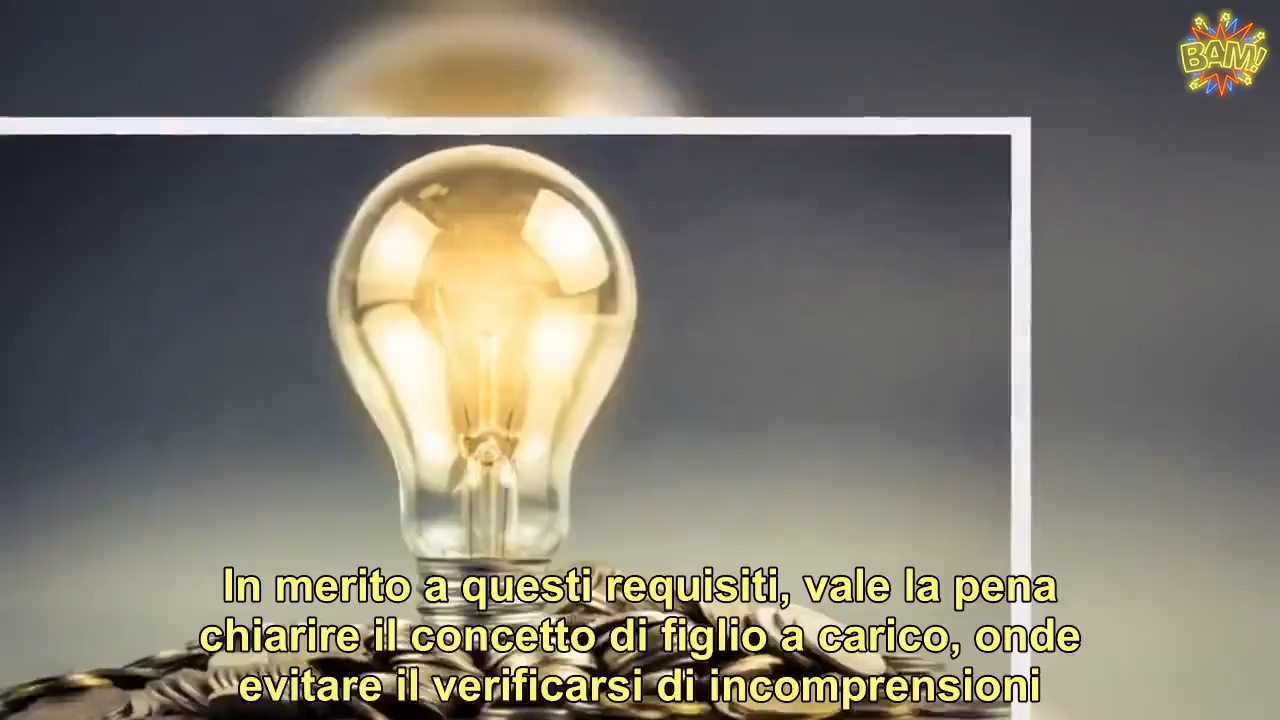 BAM!
In merito a questi requisiti, vale la pena
chiarire il concetto di figlio a carico, onde
evitare il verificarsi di incomprensioni